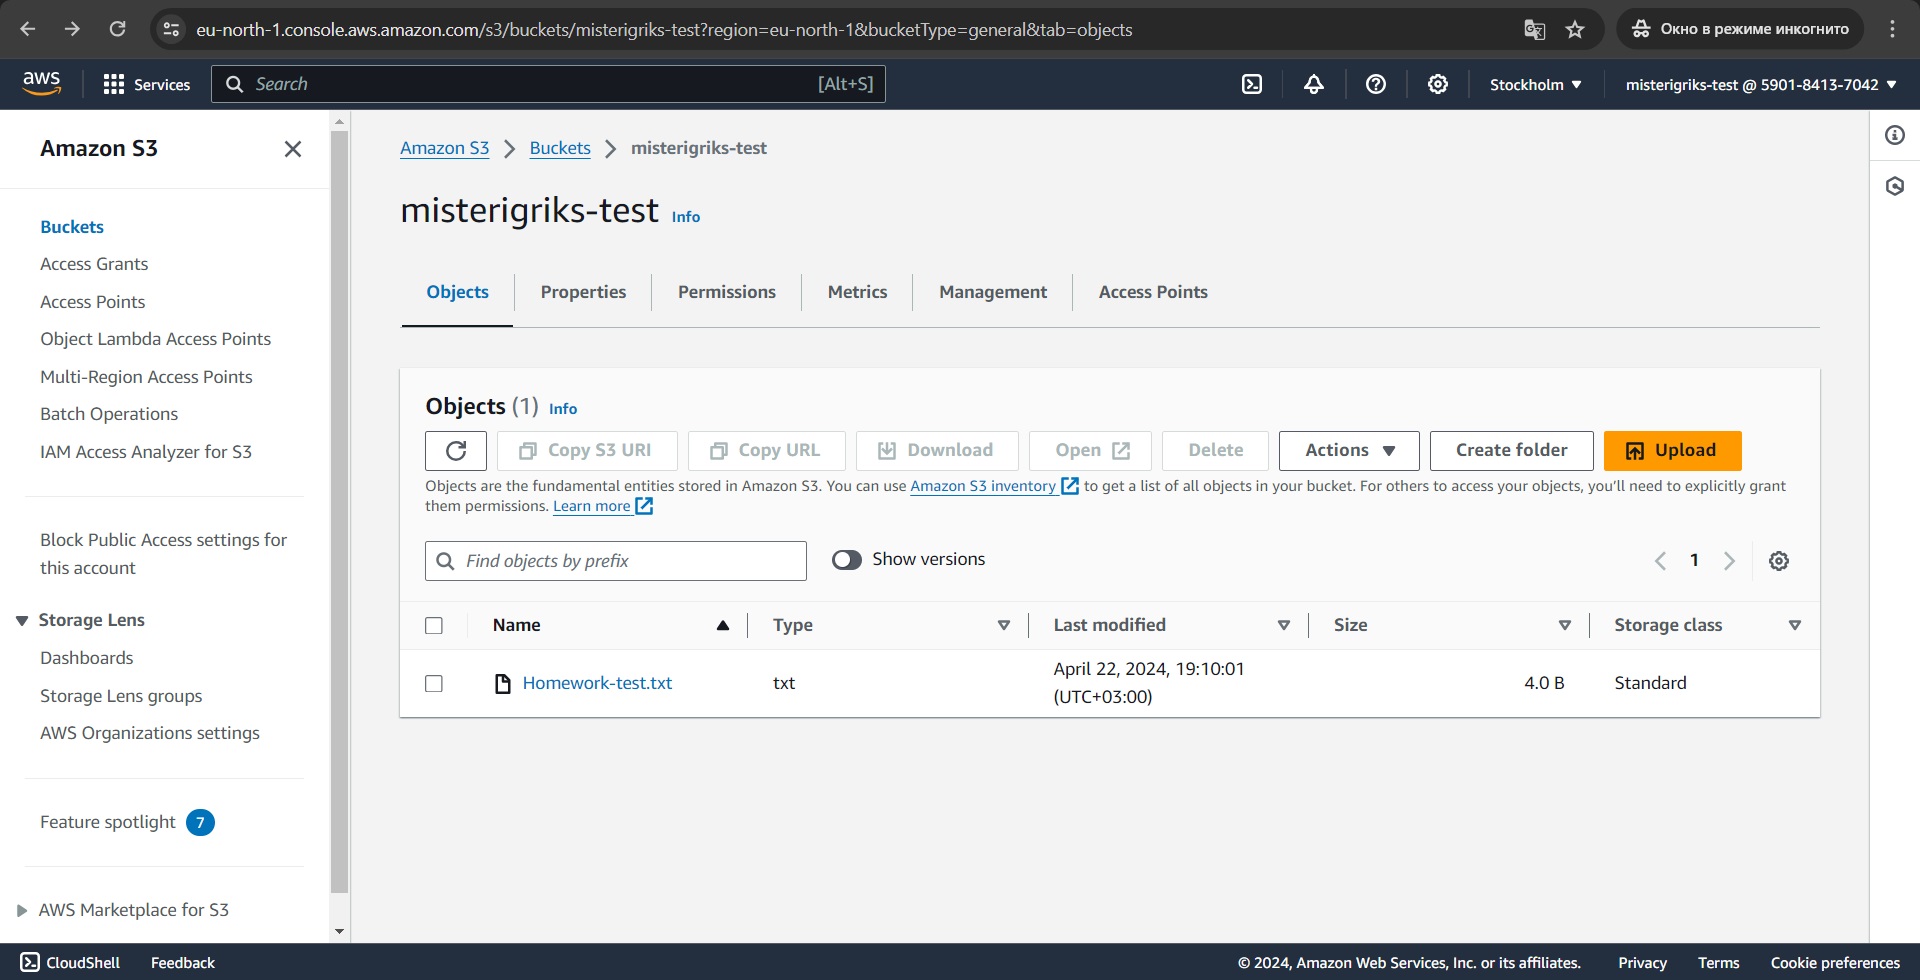 eu-north-1.console.aws.amazon.com/s3/buckets/misterigriks-test?region=eu-north-1&bucketType=general&tab=objects
Окно в режиме инкогнито
aws
Services
Search
[Alt+S]
Stockholm
misterigriks-test @ 5901-8413-7042
Amazon S3
Buckets
Access Grants
Access Points
Object Lambda Access Points
Multi-Region Access Points
Batch Operations
IAM Access Analyzer for S3
Block Public Access settings for
this account
Storage Lens
Dashboards
Storage Lens groups
AWS Organizations settings
Feature spotlight 7
AWS Marketplace for S3
Amazon S3 > Buckets > misterigriks-test
misterigriks-test Info
Objects
Properties
Permissions
Metrics
Management
Access Points
Objects (1) Info
Copy S3 URI
Copy URL
Download
Open
Delete
Actions
Create folder
Upload
Objects are the fundamental entities stored in Amazon S3. You can use Amazon S3 inventory to get a list of all objects in your bucket. For others to access your objects, you'll need to explicitly grant
them permissions. Learn more
Find objects by prefix
Show versions
1
Name
Type
Last modified
Size
Storage class
Homework-test.txt
txt
April 22, 2024, 19:10:01
(UTC+03:00)
4.0 B
Standard
CloudShell
Feedback
© 2024, Amazon Web Services, Inc. or its affiliates.
Privacy
Terms
Cookie preferences